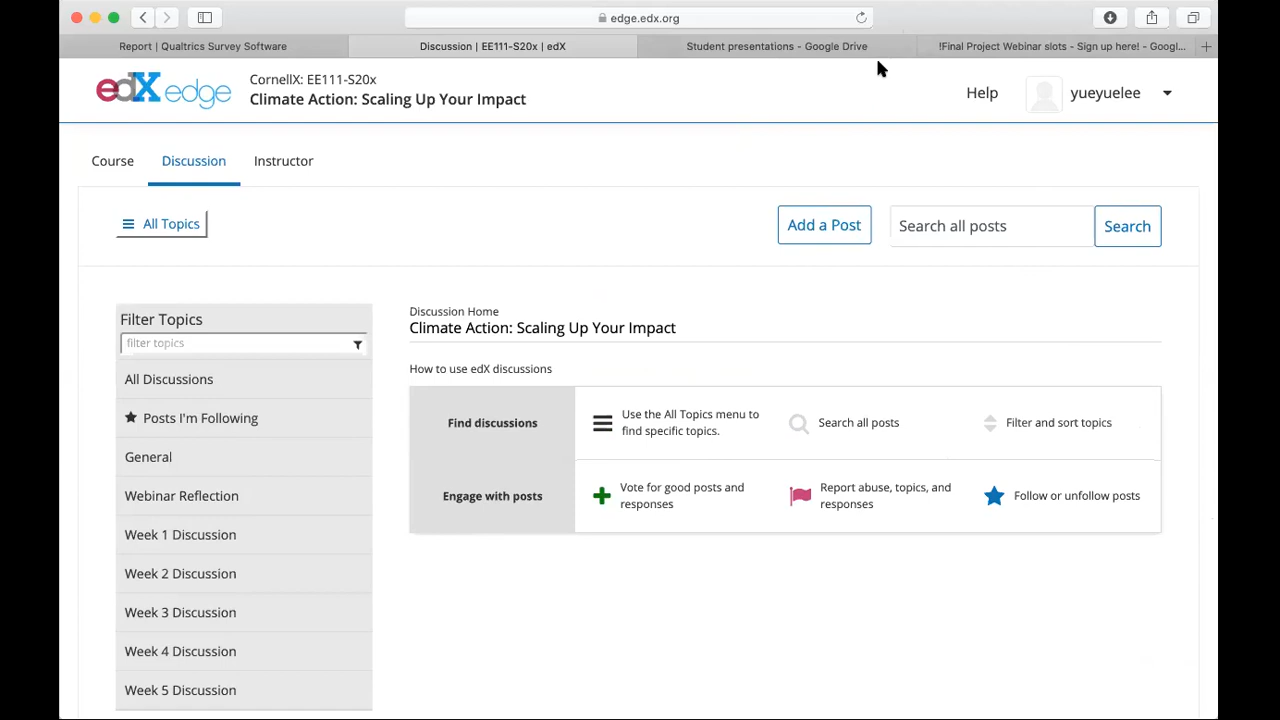 edge.edx.org
Report | Qualtrics Survey Software
Discussion | EE111-S20x | edX
Student presentations - Google Drive
!Final Project Webinar slots - Sign up here! - Googl...
edX edge
CornellX: EE111-S20x
Climate Action: Scaling Up Your Impact
Help
yueyuelee
Course
Discussion
Instructor
All Topics
Add a Post
Search all posts
Search
Filter Topics
filter topics
All Discussions
Posts I'm Following
General
Webinar Reflection
Week 1 Discussion
Week 2 Discussion
Week 3 Discussion
Week 4 Discussion
Week 5 Discussion
Discussion Home
Climate Action: Scaling Up Your Impact
How to use edX discussions
Find discussions
Use the All Topics menu to
find specific topics.
Search all posts
Filter and sort topics
Engage with posts
Vote for good posts and
responses
Report abuse, topics, and
responses
Follow or unfollow posts